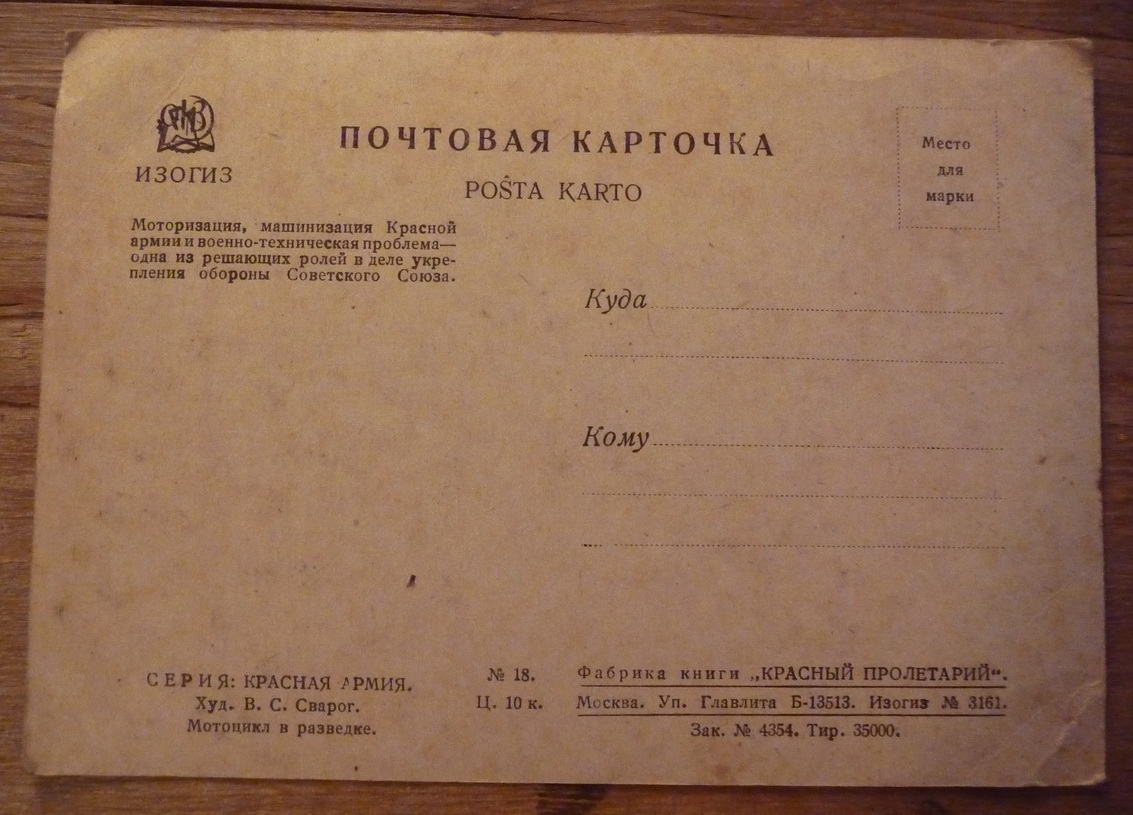 ИЗОГИЗ
ПОЧТОВАЯ КАРТОЧКА
POŜTA KARTO
Место
для
марки
Моторизация, машинизация Красной
армии и военно-техническая проблема—
одна из решающих ролей в деле укре-
пления обороны Советского Союза.
Куда
Кому
СЕРИЯ: КРАСНАЯ АРМИЯ.
Худ. В. С. Сварог.
Мотоцикл в разведке.
№ 18.
Ц. 10 к.
Фабрика книги „КРАСНЫЙ ПРОЛЕТАРИЙ“.
Москва. Уп. Главлита Б-13513. Изогиз № 3161.
Зак. № 4354. Тир. 35000.